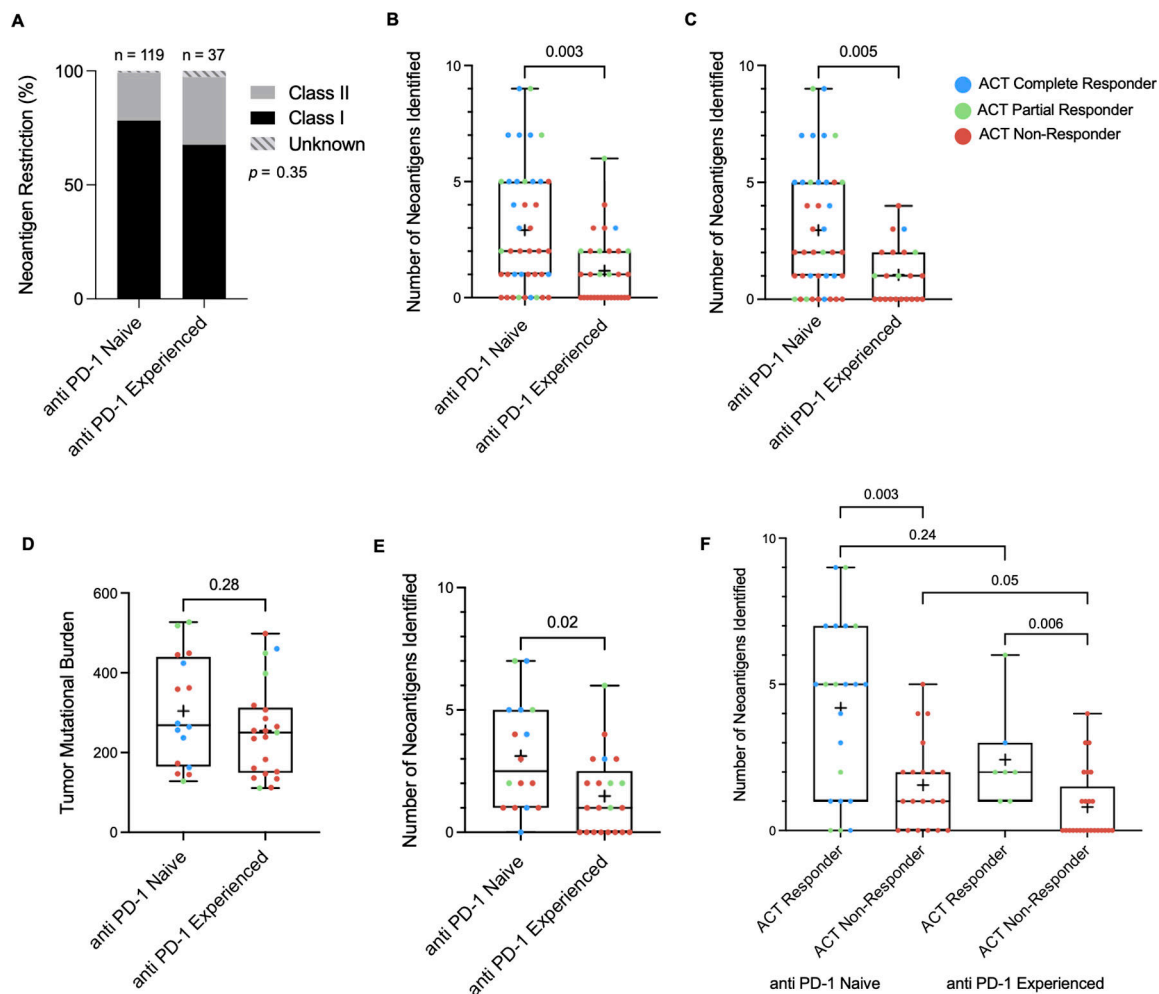 A
n = 119
n = 37
Neoantigen Restriction (%)
100
50
0
anti PD-1 Naive
anti PD-1 Experienced
Class II
Class I
Unknown
p = 0.35
B
0.003
Number of Neoantigens Identified
10
5
0
anti PD-1 Naive
anti PD-1 Experienced
C
0.005
Number of Neoantigens Identified
10
5
0
anti PD-1 Naive
anti PD-1 Experienced
ACT Complete Responder
ACT Partial Responder
ACT Non-Responder
D
0.28
Tumor Mutational Burden
600
400
200
0
anti PD-1 Naive
anti PD-1 Experienced
E
0.02
Number of Neoantigens Identified
10
5
0
anti PD-1 Naive
anti PD-1 Experienced
F
0.003
0.24
0.05
0.006
Number of Neoantigens Identified
10
5
0
ACT Responder
ACT Non-Responder
ACT Responder
ACT Non-Responder
anti PD-1 Naive
anti PD-1 Experienced